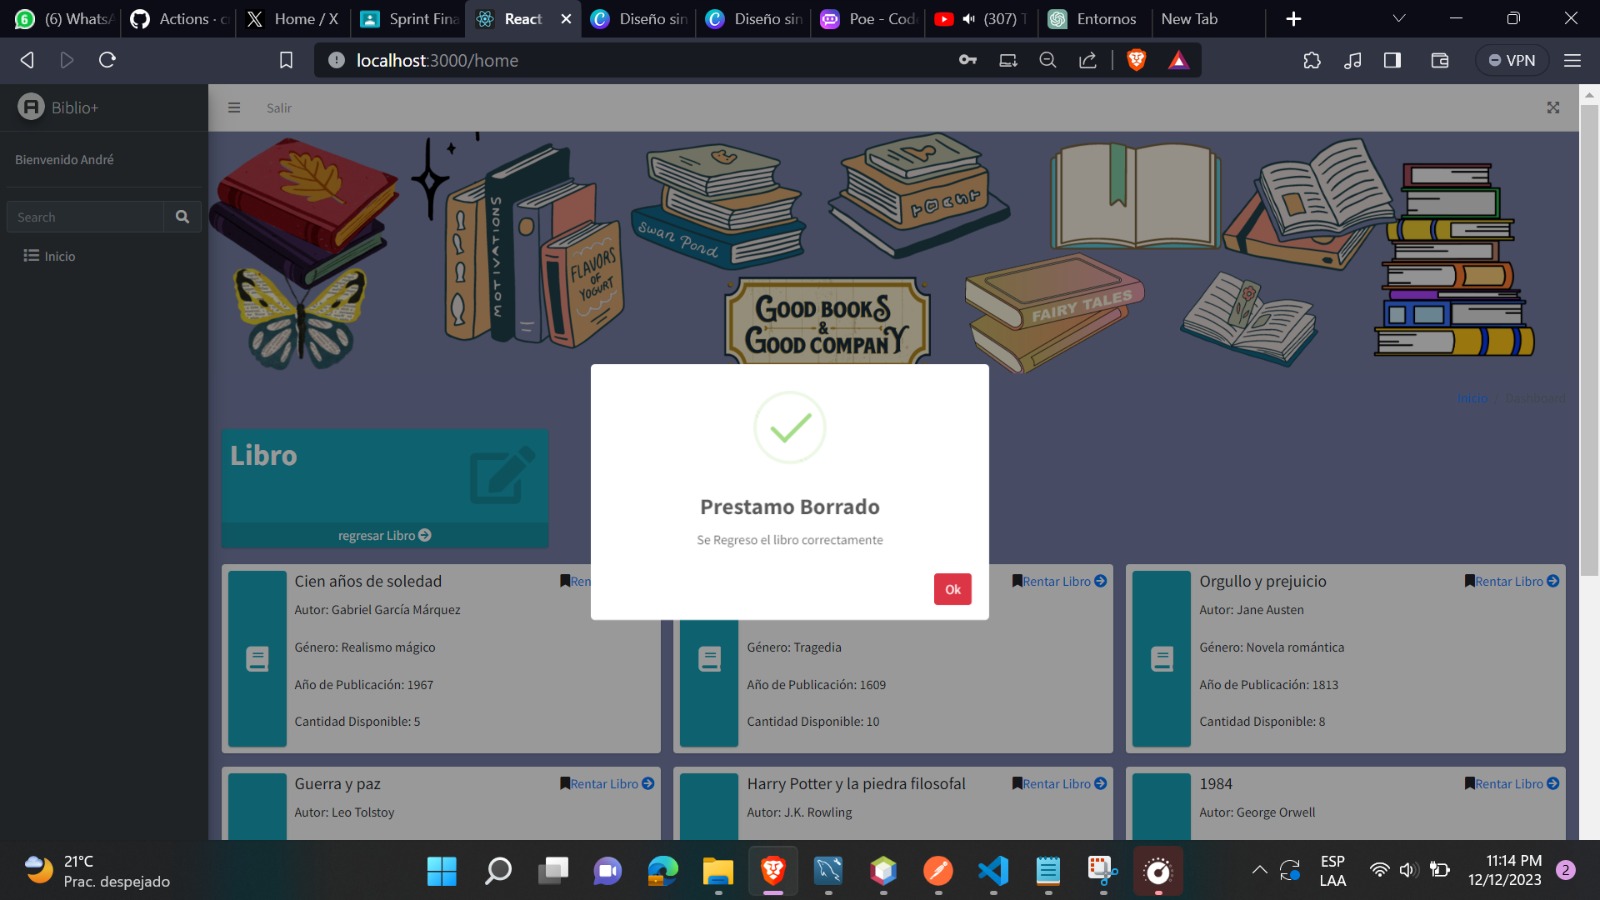 (6) WhatsA
Actions · c
Home / X
Sprint Fina
React
Diseño sin
Diseño sin
Poe - Code
(307) T
Entornos
New Tab
localhost:3000/home
VPN
Biblio+
Salir
Bienvenido André
Search
Inicio
MOTIVATIONS
FLAVORS
OF
YOGURT
Swan Pond
FAIRY TALES
GOOD BOOKS
&
GOOD COMPANY
Inicio / Dashboard
Libro
regresar Libro
Prestamo Borrado
Se Regreso el libro correctamente
Ok
Cien años de soledad
Ren
Autor: Gabriel García Márquez
Género: Realismo mágico
Año de Publicación: 1967
Cantidad Disponible: 5
Rentar Libro
Género: Tragedia
Año de Publicación: 1609
Cantidad Disponible: 10
Orgullo y prejuicio
Rentar Libro
Autor: Jane Austen
Género: Novela romántica
Año de Publicación: 1813
Cantidad Disponible: 8
Guerra y paz
Rentar Libro
Autor: Leo Tolstoy
Harry Potter y la piedra filosofal
Rentar Libro
Autor: J.K. Rowling
1984
Rentar Libro
Autor: George Orwell
21°C
Prac. despejado
ESP
LAA
11:14 PM
12/12/2023
2